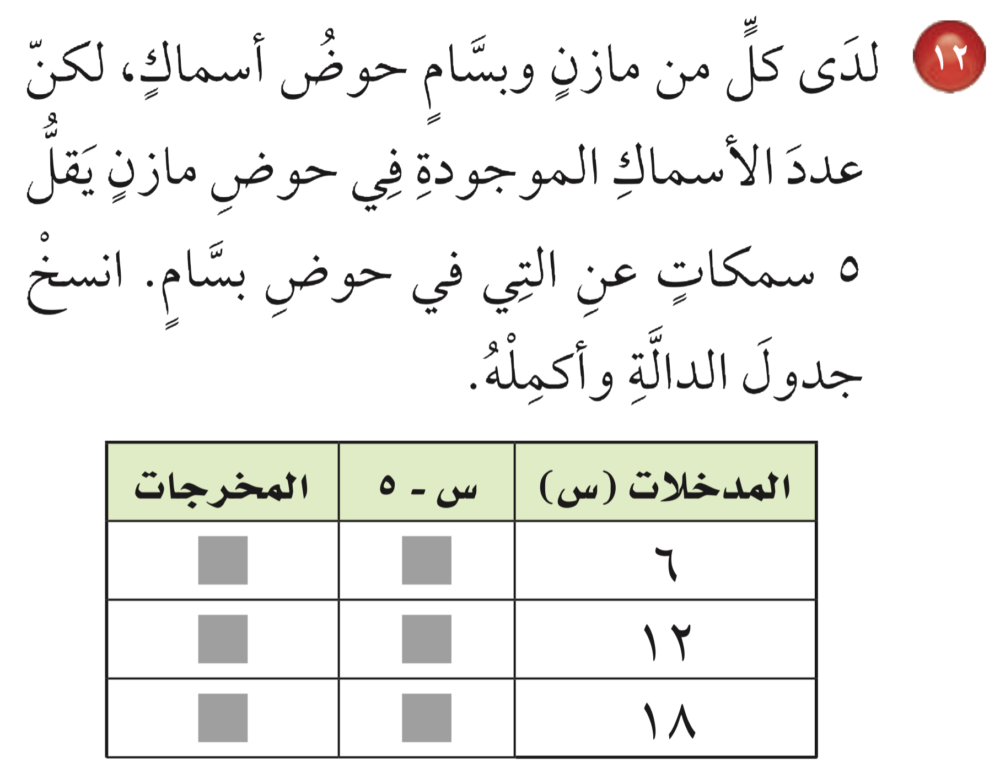 ١٢ لدَى كلٍّ من مازنٍ وبسَّامٍ حوضُ أسماكٍ، لكنّ
عددَ الأسماكِ الموجودةِ فِي حوضِ مازنٍ يَقلُّ
٥ سمكاتٍ عنِ التِي في حوضِ بسَّامٍ. انسخْ
جدولَ الدالَّةِ وأكمِلْهُ.
المدخلات (س) س - ٥ المخرجات
٦
١٢
١٨